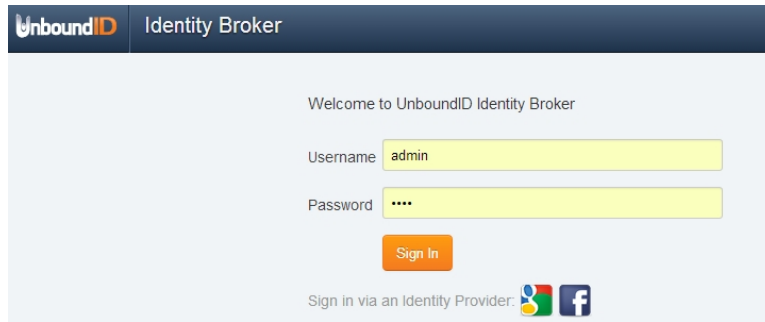 UnboundID Identity Broker
Welcome to UnboundID Identity Broker
Username admin
Password ••••
Sign In
Sign in via an Identity Provider: